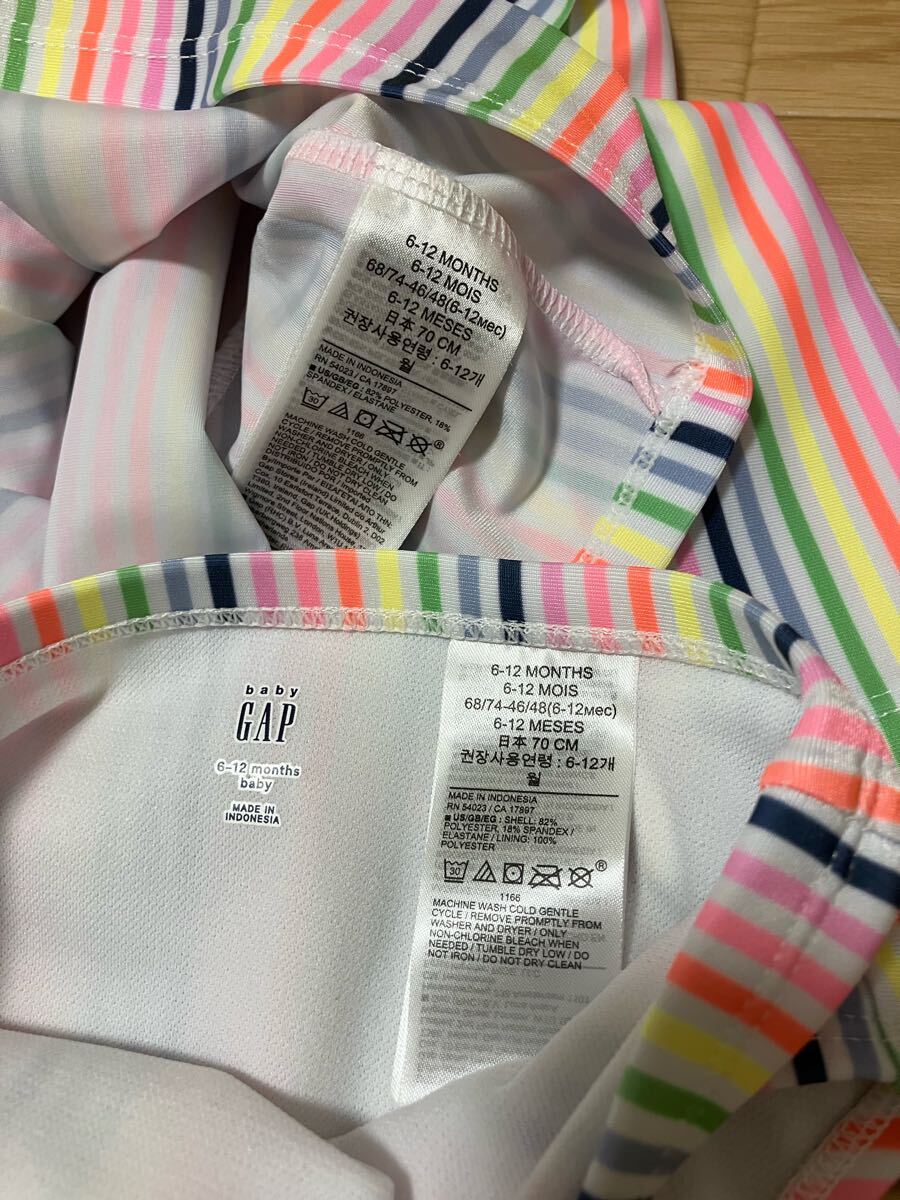 6-12 MONTHS
6-12 MOIS
68/74-46/48(6-12мес)
6-12 MESES
日本 70 CM
권장사용연령 : 6-12개
월
MADE IN INDONESIA
RN 54023 / CA 17897
■ US/GB/EG : 82% POLYESTER, 18%
SPANDEX / ELASTANE
30
®
1166
MACHINE WASH COLD GENTLE
CYCLE / REMOVE PROMPTLY FROM
WASHER AND DRYER / ONLY
NON-CHLORINE BLEACH WHEN
NEEDED / TUMBLE DRY LOW / DO
NOT IRON / DO NOT DRY CLEAN
baby
GAP
6-12 months
baby
MADE IN
INDONESIA
6-12 MONTHS
6-12 MOIS
68/74-46/48(6-12мес)
6-12 MESES
日本 70 CM
권장사용연령 : 6-12개
월
MADE IN INDONESIA
RN 54023 / CA 17897
■ US/GB/EG : SHELL: 82%
POLYESTER, 18% SPANDEX /
ELASTANE / LINING: 100%
POLYESTER
30
®
1166
MACHINE WASH COLD GENTLE
CYCLE / REMOVE PROMPTLY FROM
WASHER AND DRYER / ONLY
NON-CHLORINE BLEACH WHEN
NEEDED / TUMBLE DRY LOW / DO
NOT IRON / DO NOT DRY CLEAN